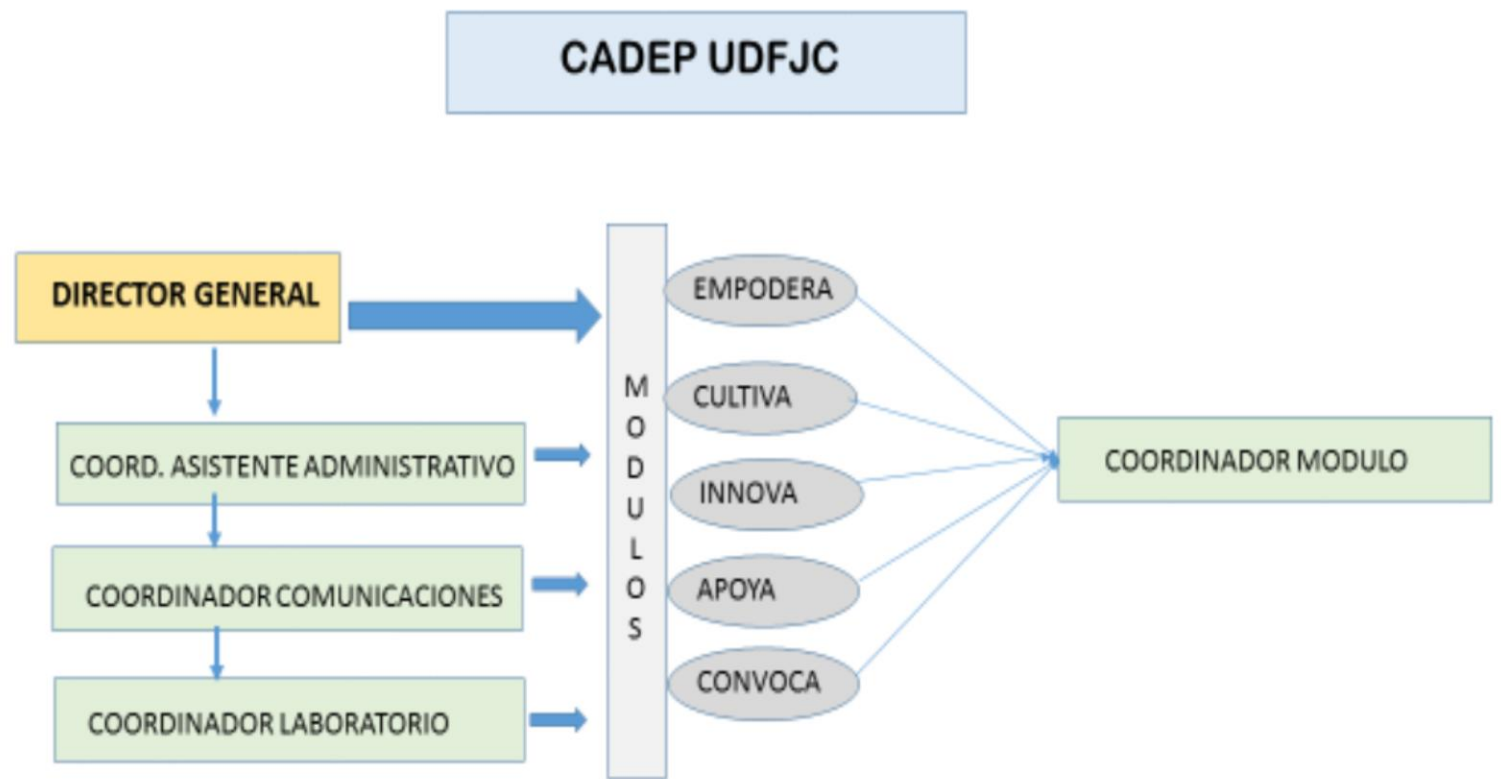 CADEP UDFJC
DIRECTOR GENERAL
COORD. ASISTENTE ADMINISTRATIVO
COORDINADOR COMUNICACIONES
COORDINADOR LABORATORIO
M
O
D
U
L
O
S
EMPODERA
CULTIVA
INNOVA
APOYA
CONVOCA
COORDINADOR MODULO